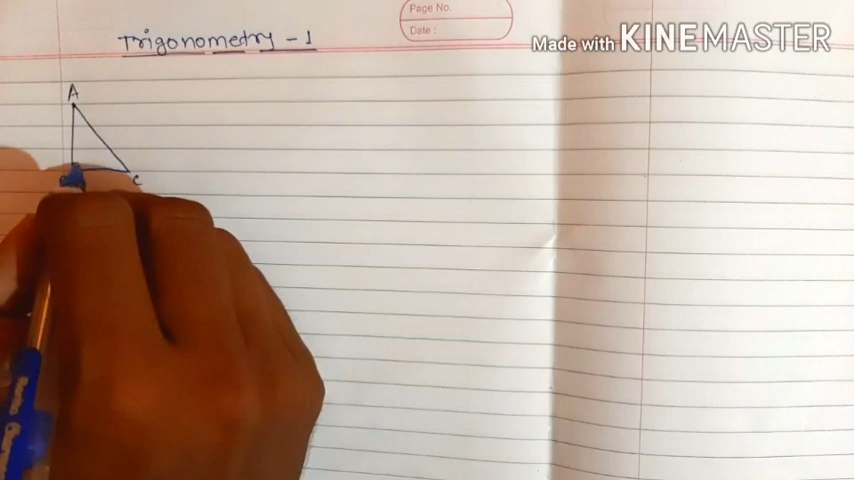 Page No.
Date :
Made with KINEMASTER
Trigonometry - 1
A
C